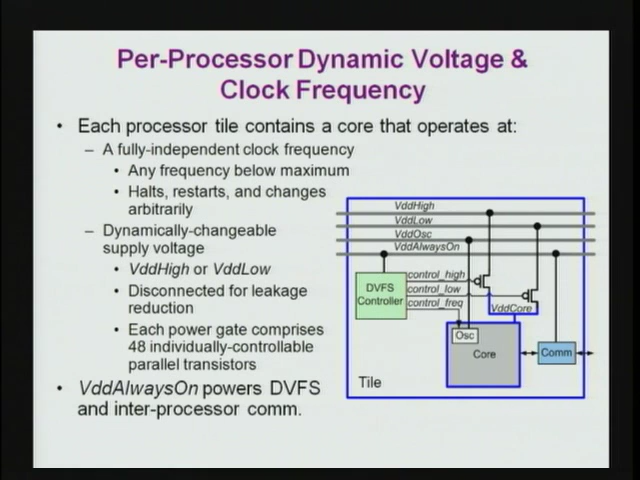 Per-Processor Dynamic Voltage &
Clock Frequency
• Each processor tile contains a core that operates at:
– A fully-independent clock frequency
• Any frequency below maximum
• Halts, restarts, and changes
arbitrarily
– Dynamically-changeable
supply voltage
• VddHigh or VddLow
• Disconnected for leakage
reduction
• Each power gate comprises
48 individually-controllable
parallel transistors
• VddAlwaysOn powers DVFS
and inter-processor comm.
VddHigh
VddLow
VddOsc
VddAlwaysOn
DVFS
Controller
control_high
control_low
control_freq
VddCore
Osc
Core
Comm
Tile